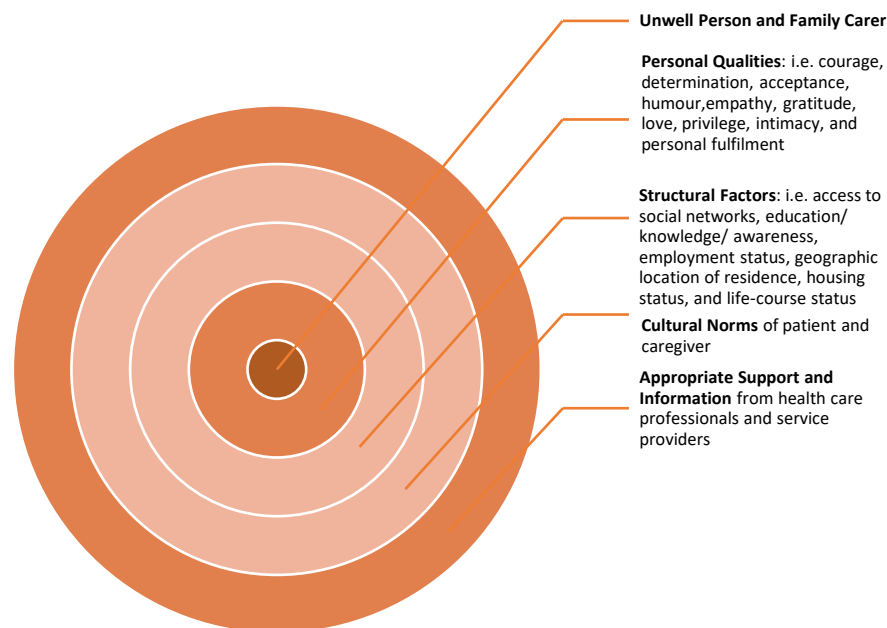 Unwell Person and Family Carer
Personal Qualities: i.e. courage,
determination, acceptance,
humour,empathy, gratitude,
love, privilege, intimacy, and
personal fulfilment
Structural Factors: i.e. access to
social networks, education/
knowledge/ awareness,
employment status, geographic
location of residence, housing
status, and life-course status
Cultural Norms of patient and
caregiver
Appropriate Support and
Information from health care
professionals and service
providers